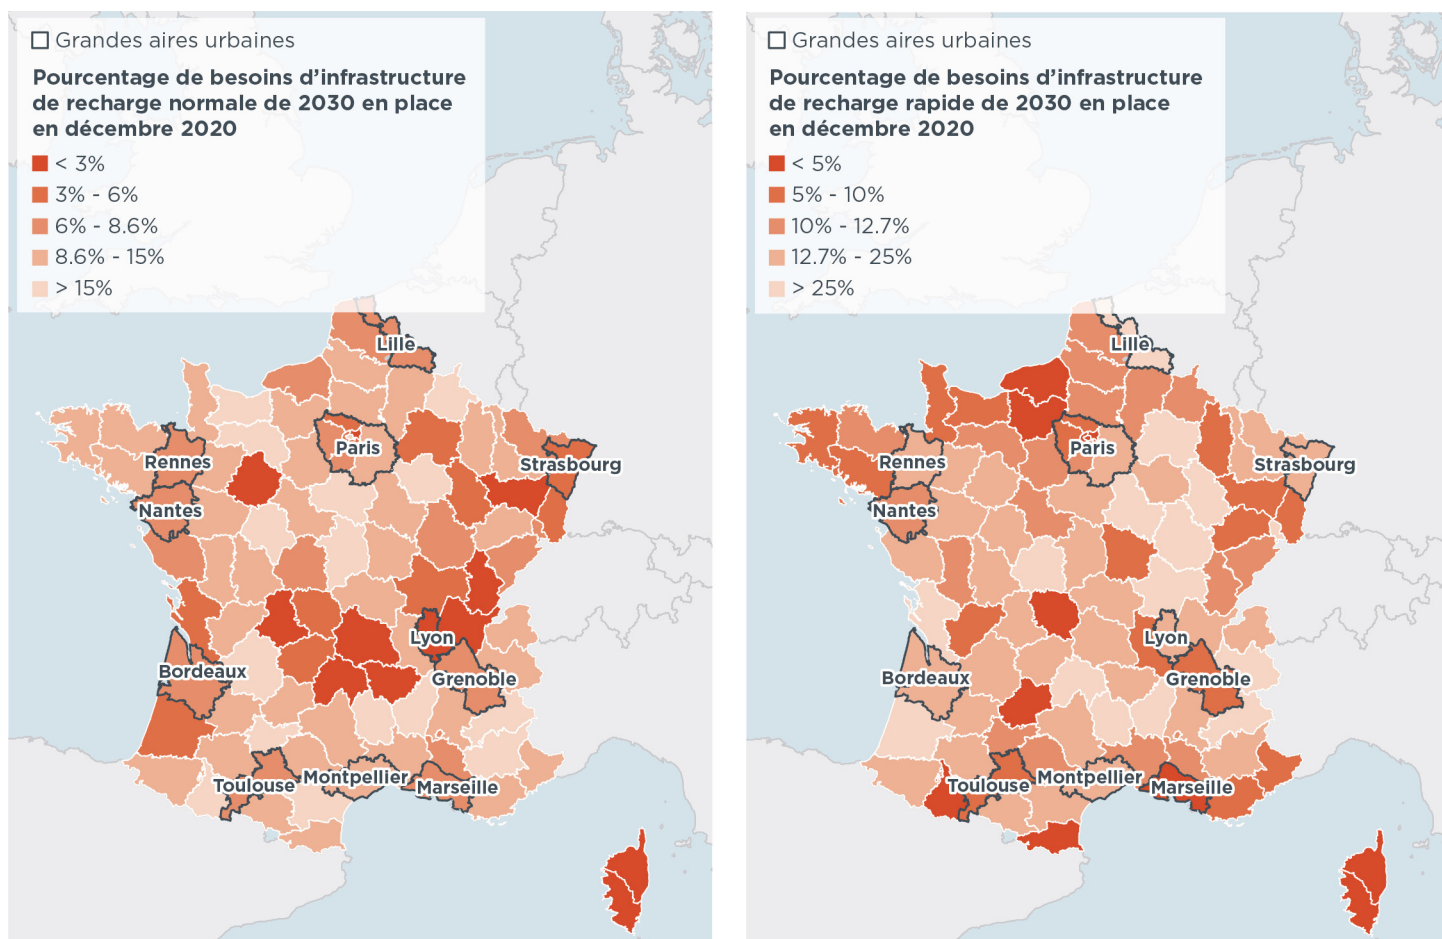 Grandes aires urbaines
Pourcentage de besoins d'infrastructure
de recharge normale de 2030 en place
en décembre 2020
< 3%
3% - 6%
6% - 8.6%
8.6% - 15%
> 15%
Lille
Paris
Rennes
Strasbourg
Nantes
Lyon
Bordeaux
Grenoble
Toulouse
Montpellier
Marseille
Grandes aires urbaines
Pourcentage de besoins d'infrastructure
de recharge rapide de 2030 en place
en décembre 2020
< 5%
5% - 10%
10% - 12.7%
12.7% - 25%
> 25%
Lille
Paris
Rennes
Strasbourg
Nantes
Lyon
Bordeaux
Grenoble
Toulouse
Montpellier
Marseille